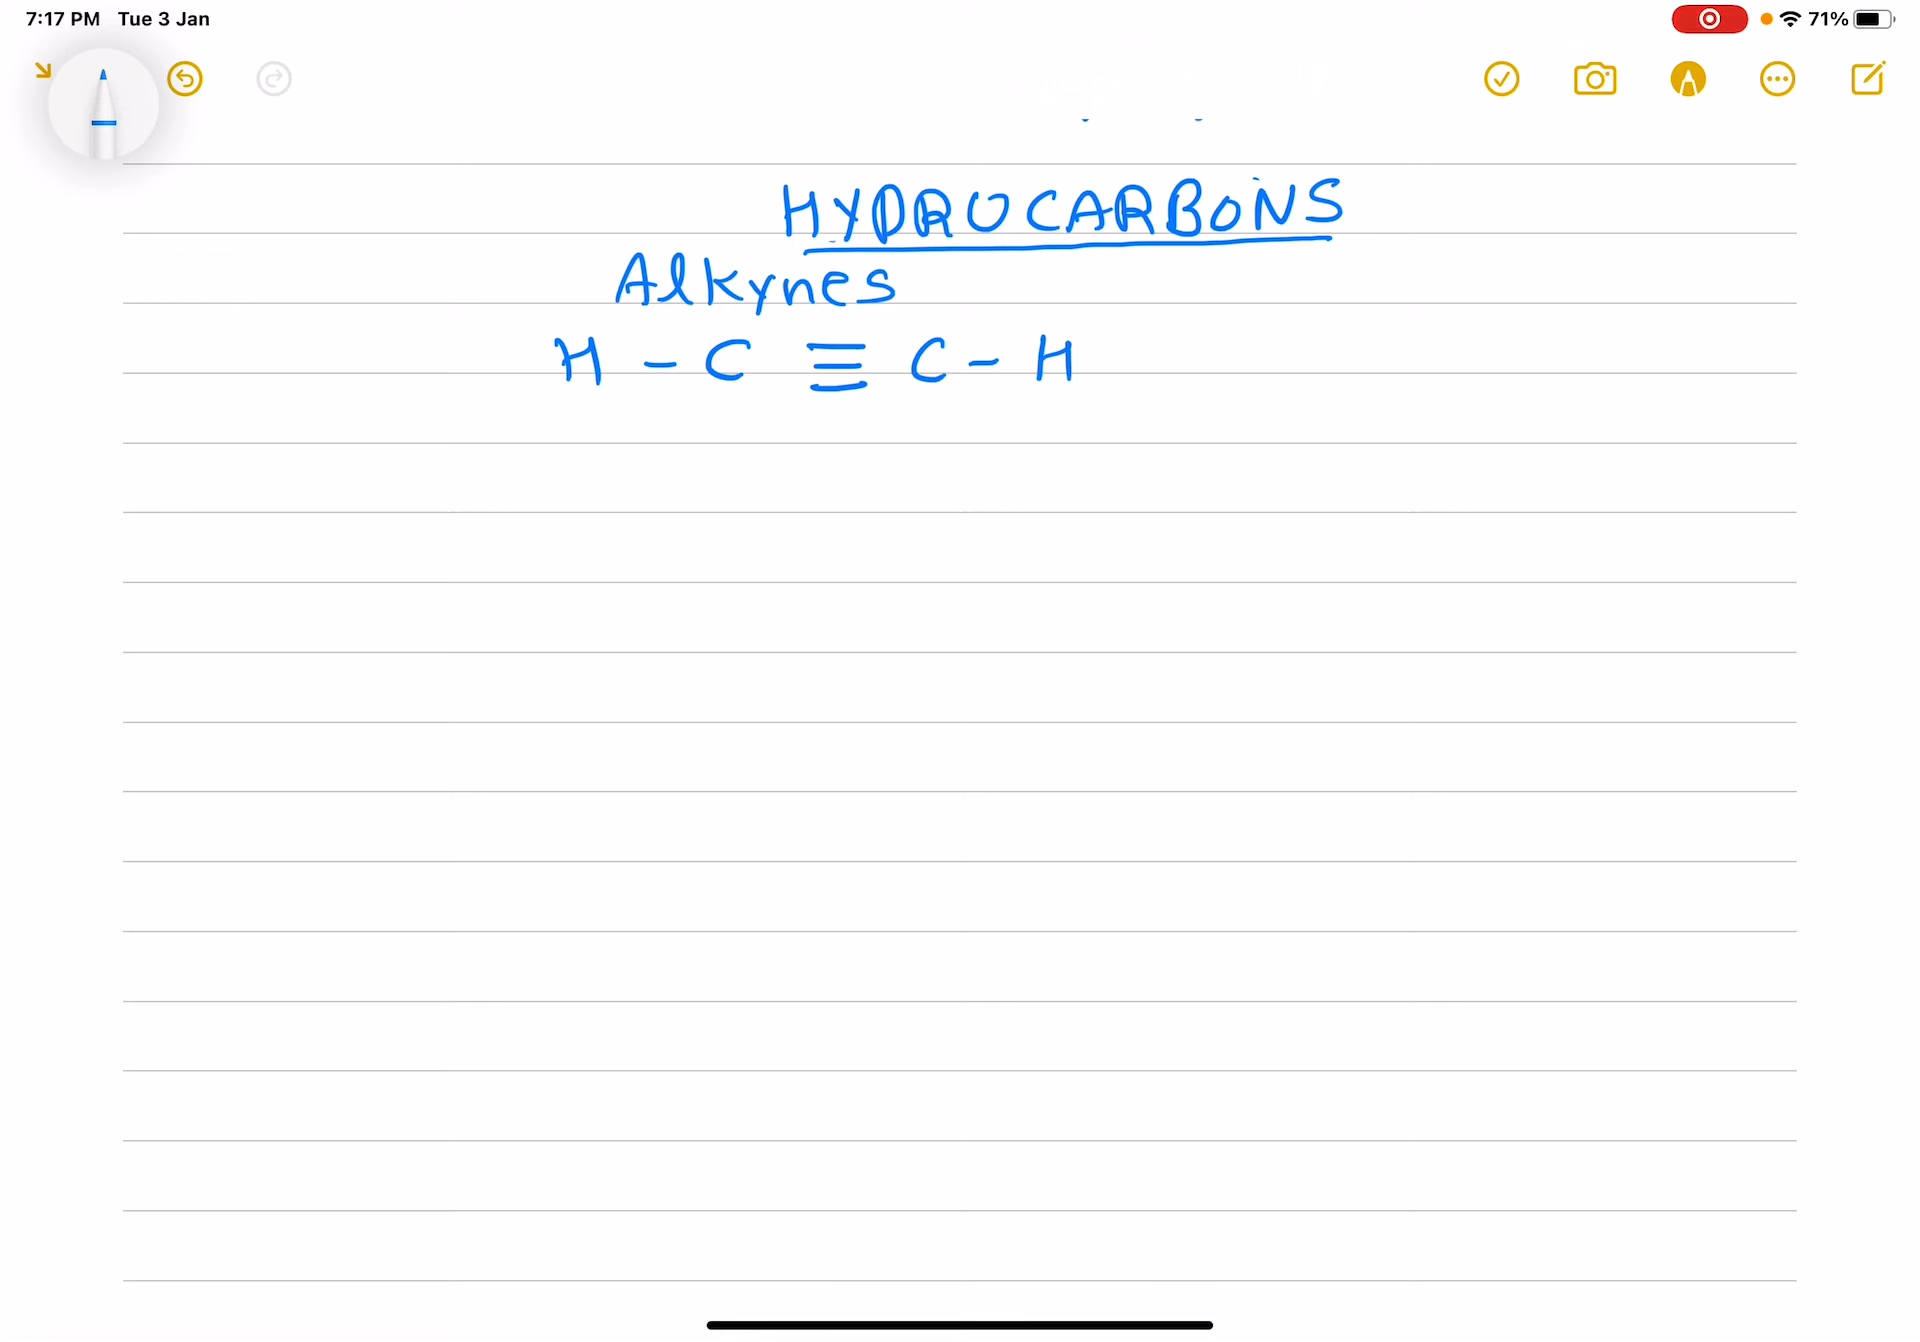 7:17 PM Tue 3 Jan 71%
HYDROCARBONS
Alkynes
H - C ≡ C - H